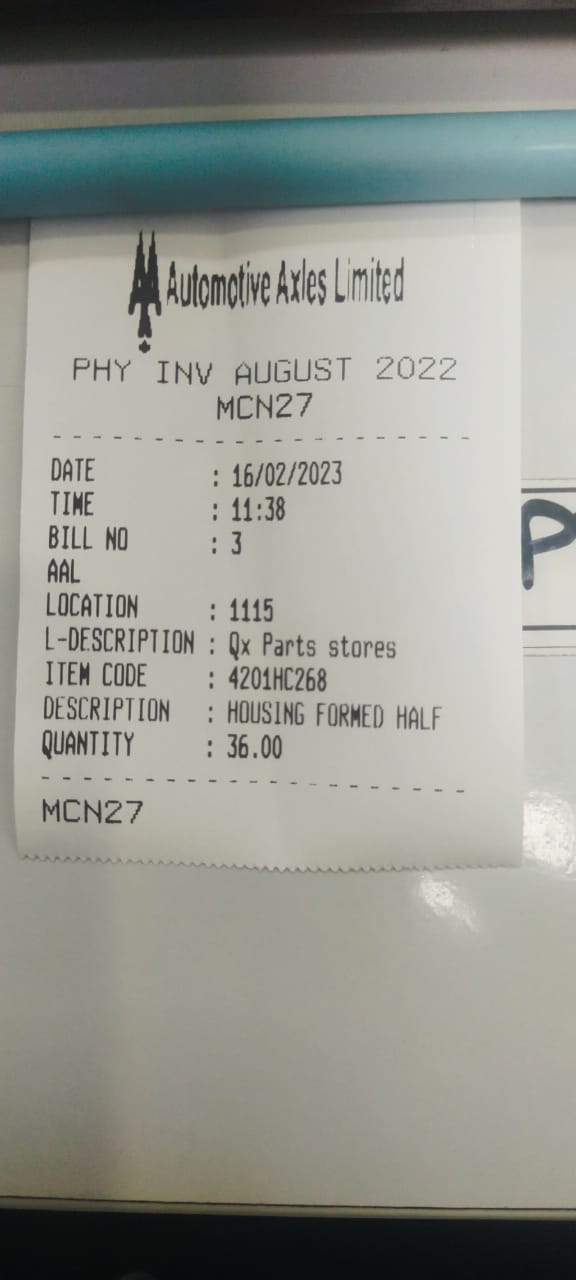 Automotive Axles Limited
PHY INV AUGUST 2022
MCN27
DATE : 16/02/2023
TIME : 11:38
BILL NO : 3
AAL
LOCATION : 1115
L-DESCRIPTION : Qx Parts stores
ITEM CODE : 4201HC268
DESCRIPTION : HOUSING FORMED HALF
QUANTITY : 36.00
MCN27
P